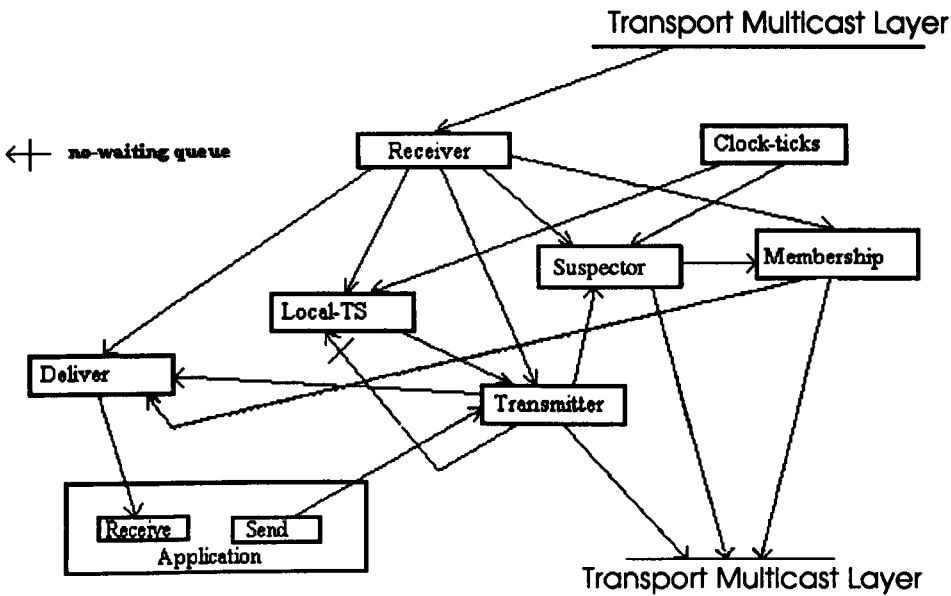 Transport Multicast Layer
no-waiting queue
Receiver
Clock-ticks
Suspector
Membership
Local-TS
Deliver
Transmitter
Receive
Send
Application
Transport Multicast Layer